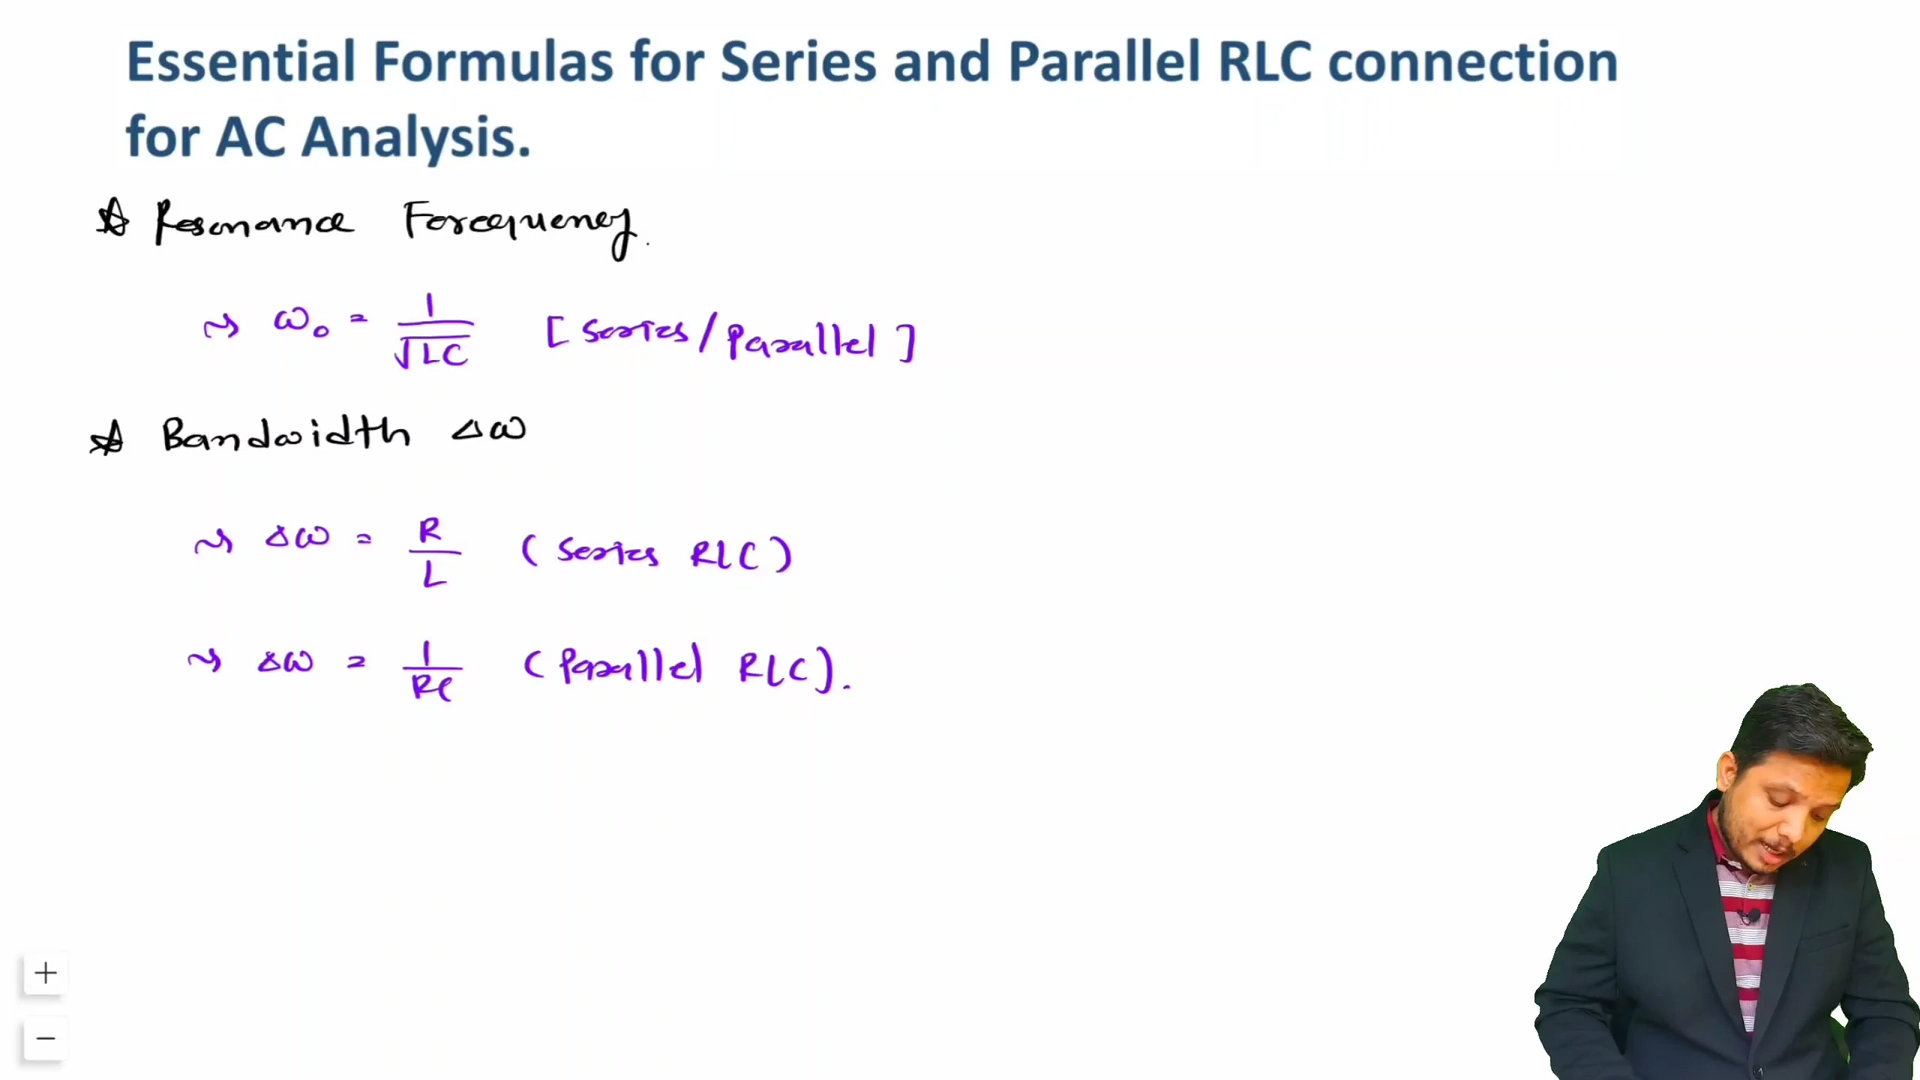 Essential Formulas for Series and Parallel RLC connection
for AC Analysis.
☆ Resonance Forequency.
⇝ ω₀ = 1/√LC [Series/Parallel]
☆ Bandwidth Δω
⇝ Δω = R/L (Series RLC)
⇝ Δω = 1/RC (Parallel RLC).
+
−